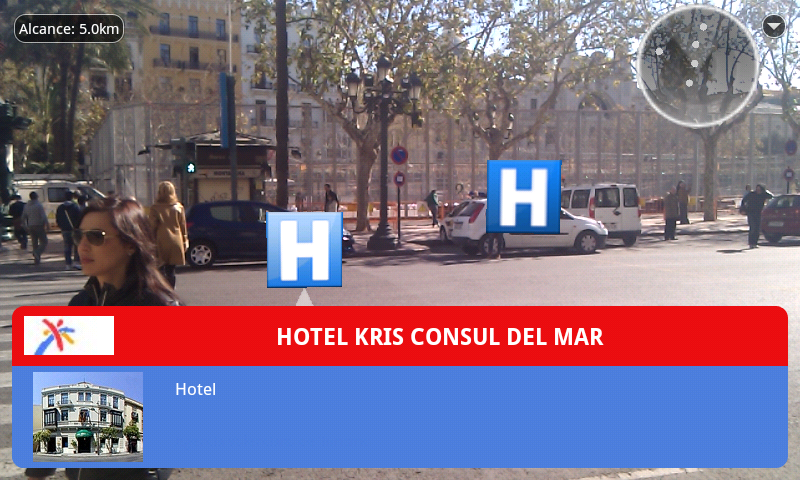 Alcance: 5.0km
H
H
HOTEL KRIS CONSUL DEL MAR
Hotel